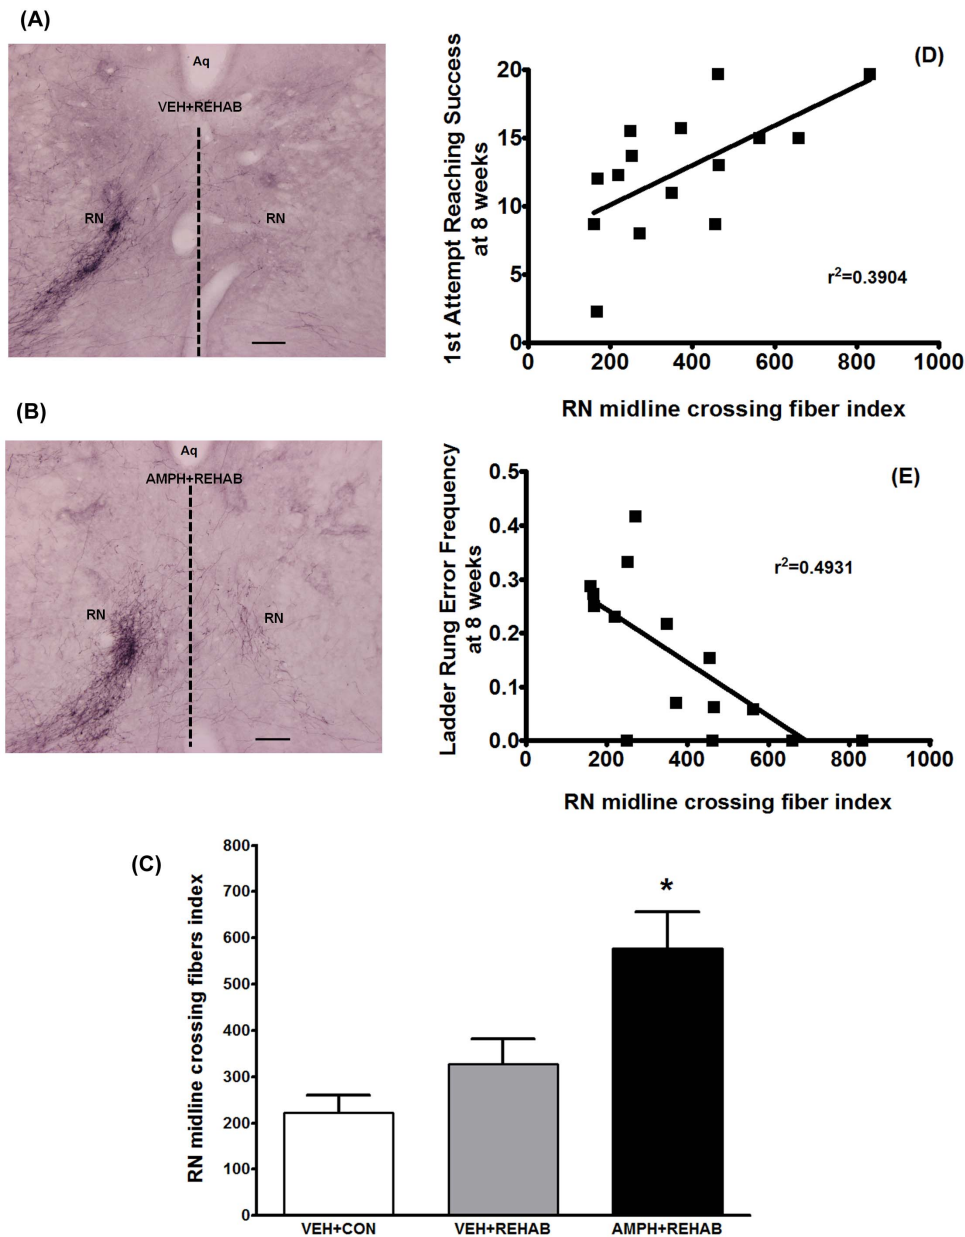 (A)
Aq
VEH+REHAB
RN
RN
(D)
1st Attempt Reaching Success
at 8 weeks
20
15
10
5
0
r2=0.3904
0
200
400
600
800
1000
RN midline crossing fiber index
(B)
Aq
AMPH+REHAB
RN
RN
(E)
Ladder Rung Error Frequency
at 8 weeks
0.5
0.4
0.3
0.2
0.1
0.0
r2=0.4931
0
200
400
600
800
1000
RN midline crossing fiber index
(C)
RN midline crossing fibers index
800
700
600
500
400
300
200
100
0
*
VEH+CON
VEH+REHAB
AMPH+REHAB